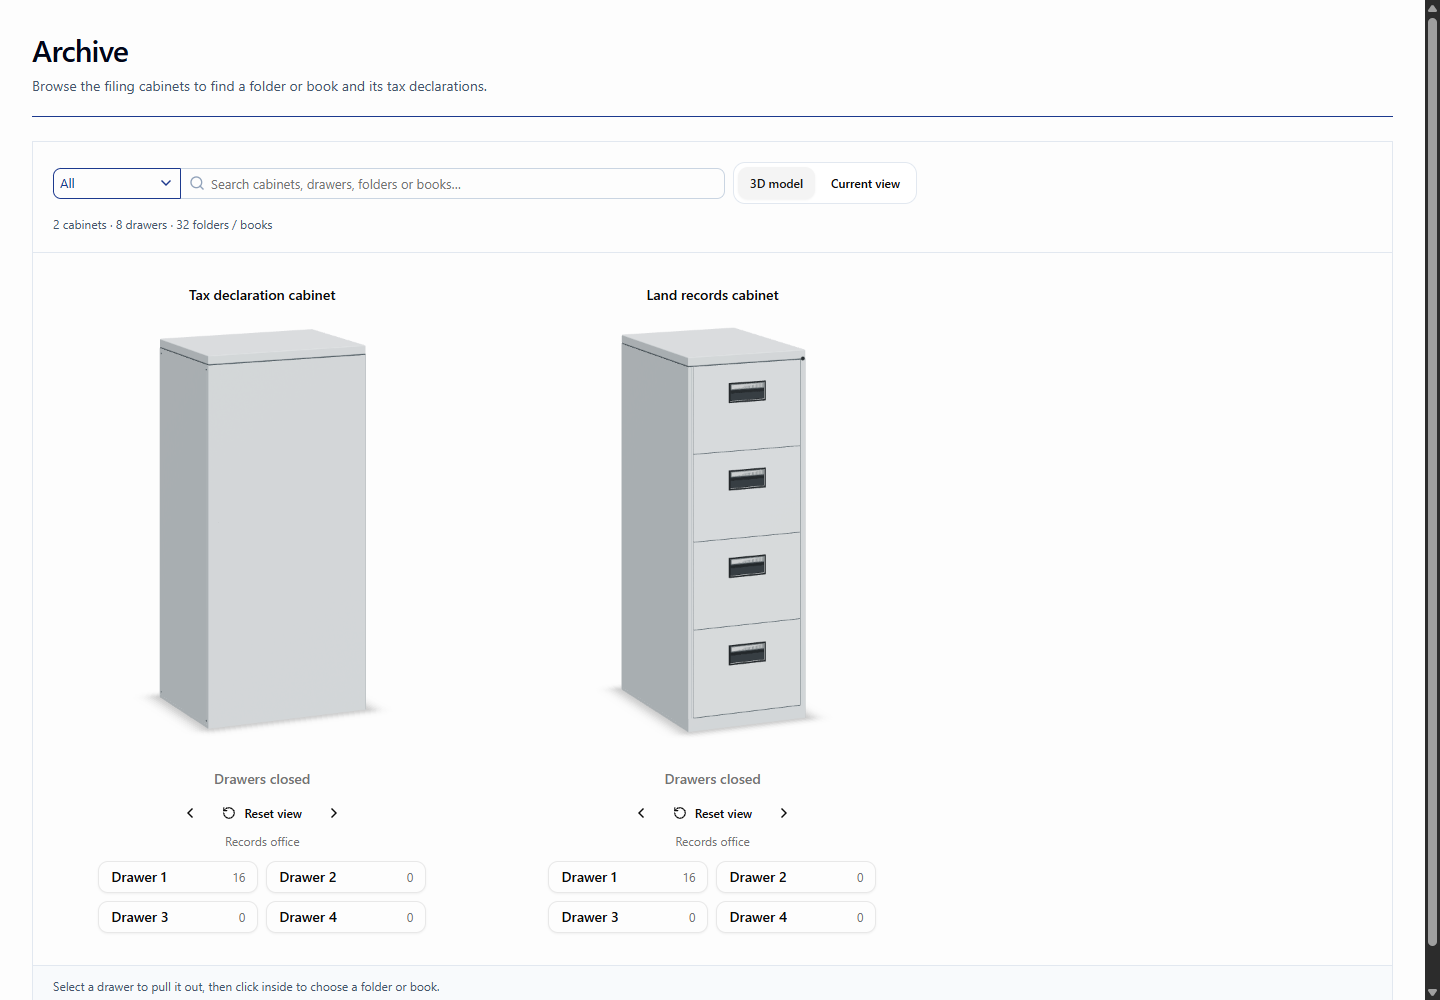 Archive
Browse the filing cabinets to find a folder or book and its tax declarations.
All
Search cabinets, drawers, folders or books...
3D model
Current view
2 cabinets · 8 drawers · 32 folders / books
Tax declaration cabinet
Land records cabinet
Drawers closed
Drawers closed
Reset view
Reset view
Records office
Records office
Drawer 1 16
Drawer 2 0
Drawer 1 16
Drawer 2 0
Drawer 3 0
Drawer 4 0
Drawer 3 0
Drawer 4 0
Select a drawer to pull it out, then click inside to choose a folder or book.